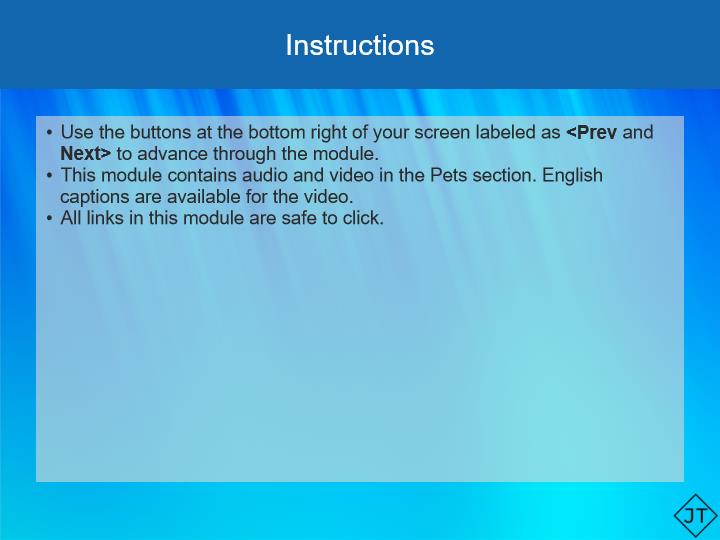 Instructions
• Use the buttons at the bottom right of your screen labeled as <Prev and
Next> to advance through the module.
• This module contains audio and video in the Pets section. English
captions are available for the video.
• All links in this module are safe to click.
JT